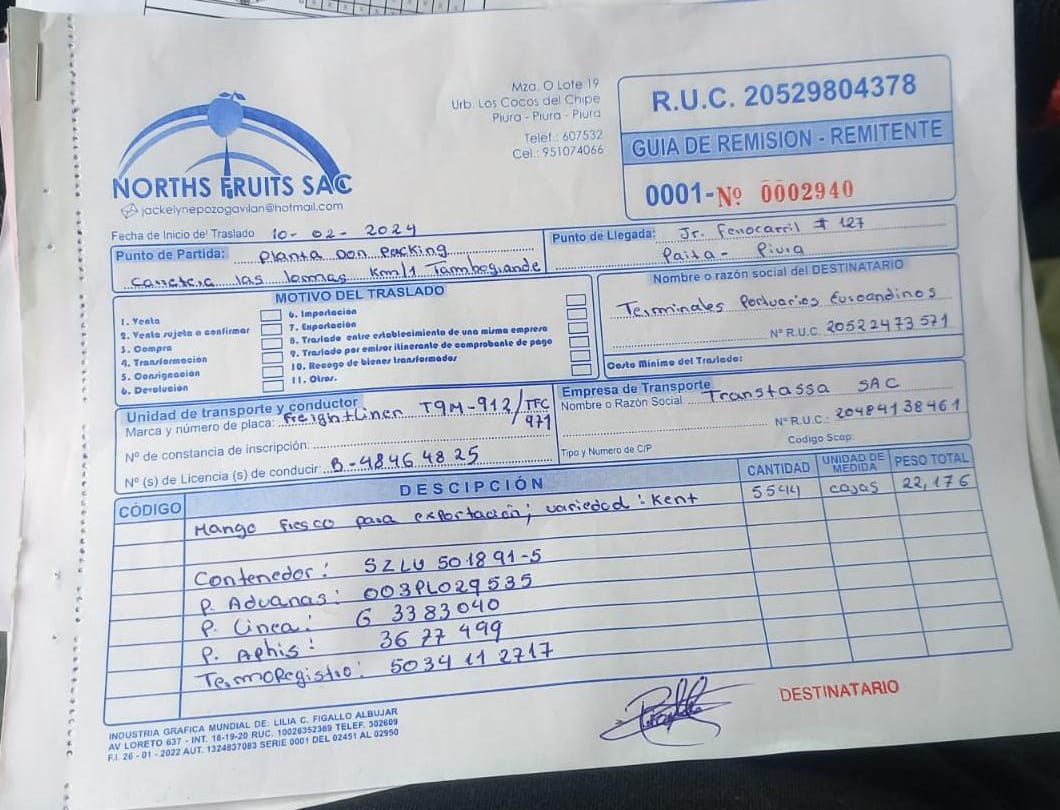 NORTHS FRUITS SAC
jackelynepozogavilan@hotmail.com
Mza. O Lote 19
Urb. Los Cocos del Chipe
Piura - Piura - Piura
Telef.: 607532
Cel.: 951074066
R.U.C. 20529804378
GUIA DE REMISION - REMITENTE
0001-Nº 0002940
Fecha de Inicio del Traslado 10-02-2024
Punto de Partida: Planta Don Packing
Carretera las lomas Km/1 Tambogrande
Punto de Llegada: Jr. Ferrocarril # 127
Paita - Piura
MOTIVO DEL TRASLADO
1. Venta
2. Venta sujeta a confirmar
3. Compra
4. Transformación
5. Consignación
6. Devolución
6. Importación
7. Exportación
8. Traslado entre establecimiento de una misma empresa
9. Traslado por emisor itinerante de comprobante de pago
10. Recogo de bienes transformados
11. Otros.
Nombre o razón social del DESTINATARIO
Terminales Portuarios Euroandinos
Nº R.U.C. 20522473571
Costo Mínimo del Traslado:
Unidad de transporte y conductor
Marca y número de placa: Freightliner T9M-912/TFC
971
Nº de constancia de inscripción:
Nº (s) de Licencia (s) de conducir: B-48464825
Empresa de Transporte
Nombre o Razón Social Transtassa SAC
Nº R.U.C: 20484138461
Tipo y Numero de C/P
Codigo Scop:
CÓDIGO
DESCIPCIÓN
CANTIDAD
UNIDAD DE MEDIDA
PESO TOTAL
Mango fresco para exportación; variedad: Kent 5544 cajas 22,176
Contenedor: SZLU 501891-5
P. Aduanas: 003PL029535
P. Linea: G 3383040
P. Aphis: 3677499
TermoRegistro: 5034112717
DESTINATARIO
INDUSTRIA GRAFICA MUNDIAL DE: LILIA C. FIGALLO ALBUJAR
AV LORETO 637 - INT. 18-19-20 RUC. 10026352369 TELEF. 302609
F.I. 26 - 01 - 2022 AUT. 1324837083 SERIE 0001 DEL 02451 AL 02950